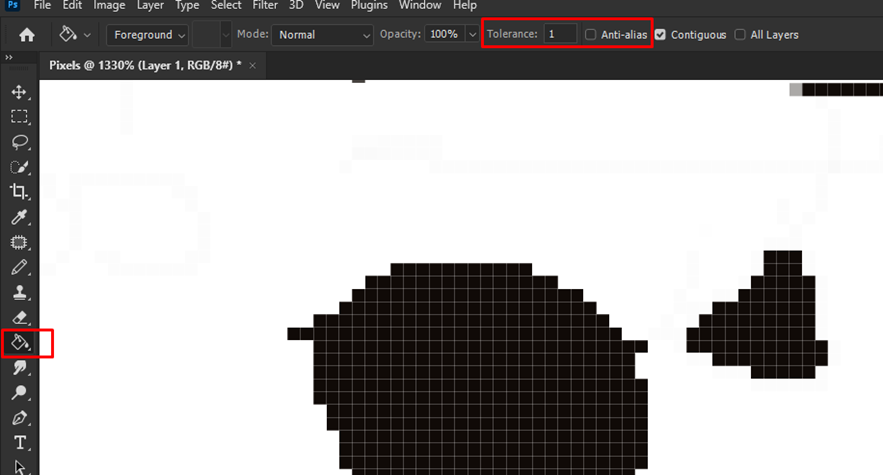 Ps File Edit Image Layer Type Select Filter 3D View Plugins Window Help
Foreground Mode: Normal Opacity: 100% Tolerance: 1 Anti-alias Contiguous All Layers
Pixels @ 1330% (Layer 1, RGB/8#) * ×
T